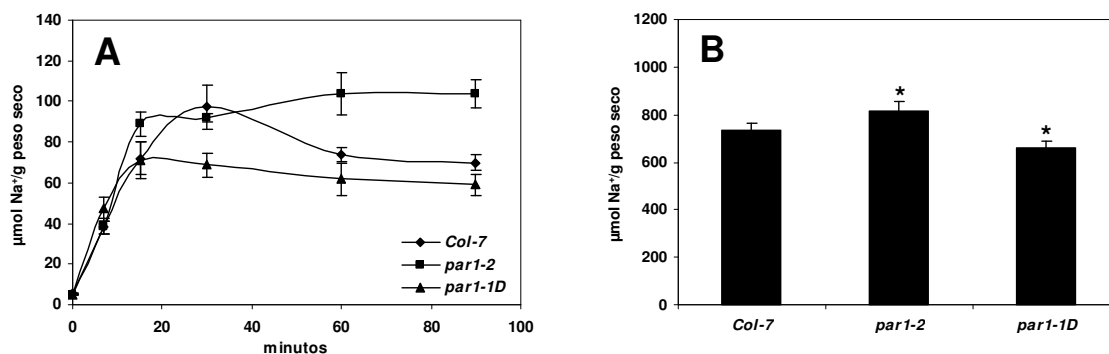 A
µmol Na⁺/g peso seco
140
120
100
80
60
40
20
0
0 20 40 60 80 100
minutos
Col-7
par1-2
par1-1D
B
µmol Na⁺/g peso seco
1200
1000
800
600
400
200
0
* *
Col-7 par1-2 par1-1D